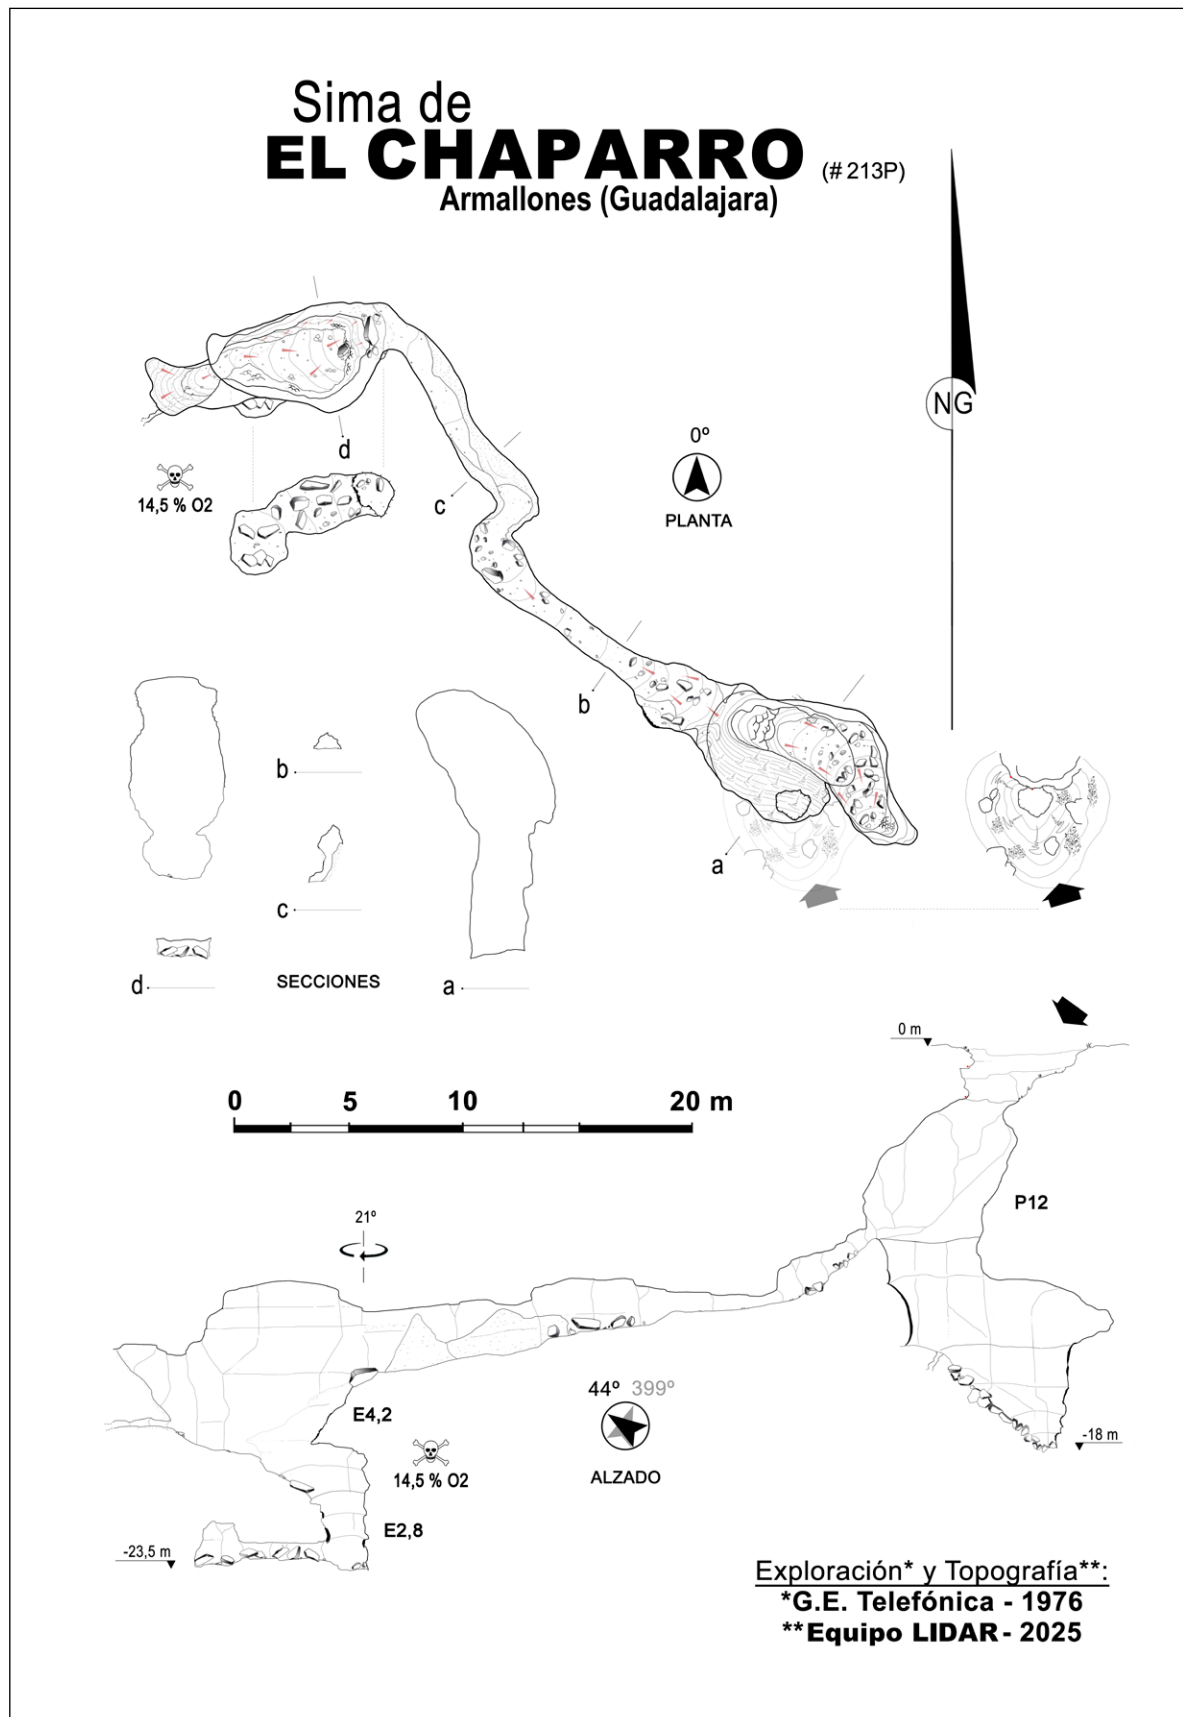 Sima de
EL CHAPARRO (# 213P)
Armallones (Guadalajara)
NG
d
14,5 % O2
c
0º
PLANTA
b
a
b
c
d
SECCIONES
a
0 m
0 5 10 20 m
P12
21º
E4,2
44º 399º
14,5 % O2
ALZADO
-18 m
E2,8
-23,5 m
Exploración* y Topografía**:
*G.E. Telefónica - 1976
**Equipo LIDAR - 2025